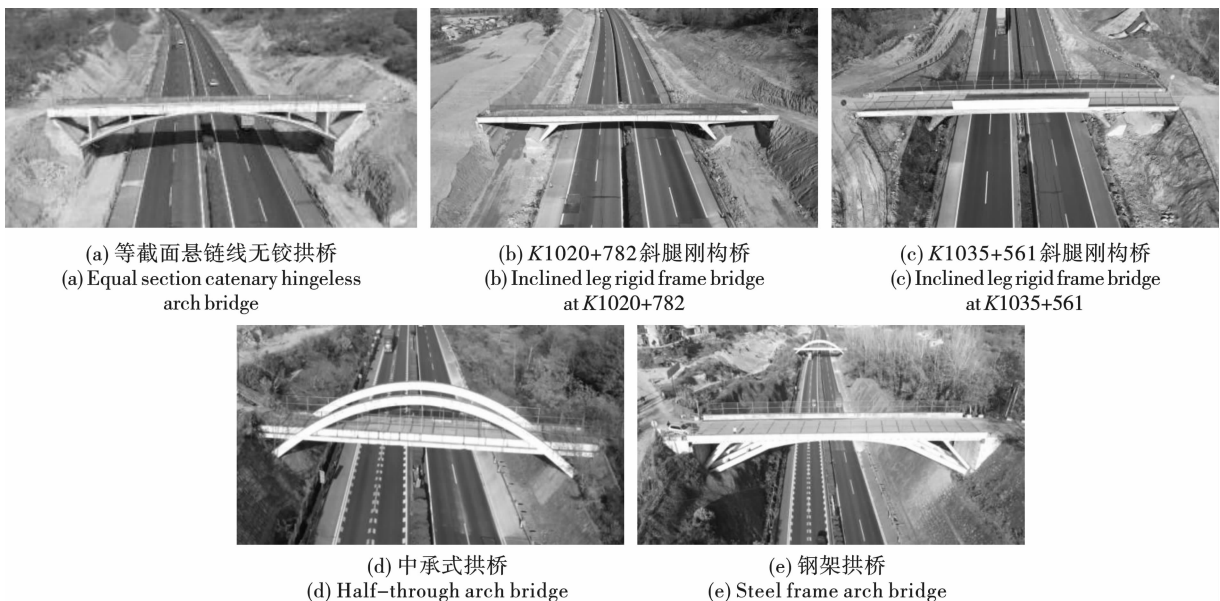 (a) 等截面悬链线无铰拱桥
(a) Equal section catenary hingeless
arch bridge
(b) K1020+782斜腿刚构桥
(b) Inclined leg rigid frame bridge
at K1020+782
(c) K1035+561斜腿刚构桥
(c) Inclined leg rigid frame bridge
at K1035+561
(d) 中承式拱桥
(d) Half-through arch bridge
(e) 钢架拱桥
(e) Steel frame arch bridge